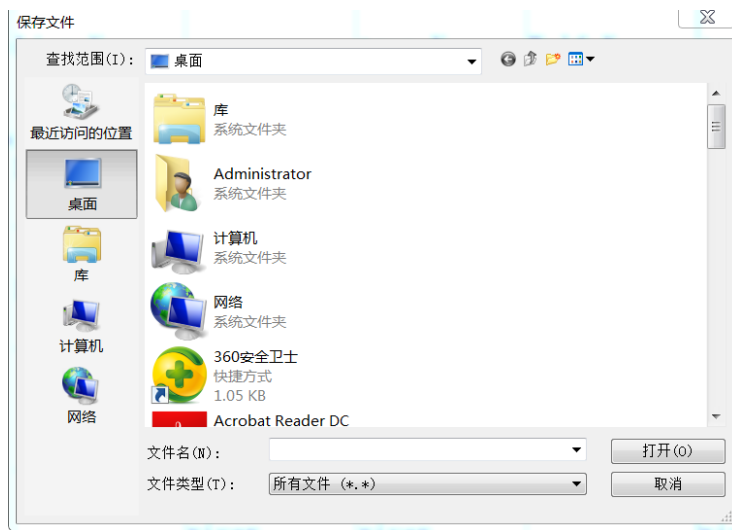 保存文件
查找范围(I):
桌面
最近访问的位置
桌面
库
计算机
网络
库
系统文件夹
Administrator
系统文件夹
计算机
系统文件夹
网络
系统文件夹
360安全卫士
快捷方式
1.05 KB
Acrobat Reader DC
文件名(N):
打开(O)
文件类型(T):
所有文件 (*.*)
取消